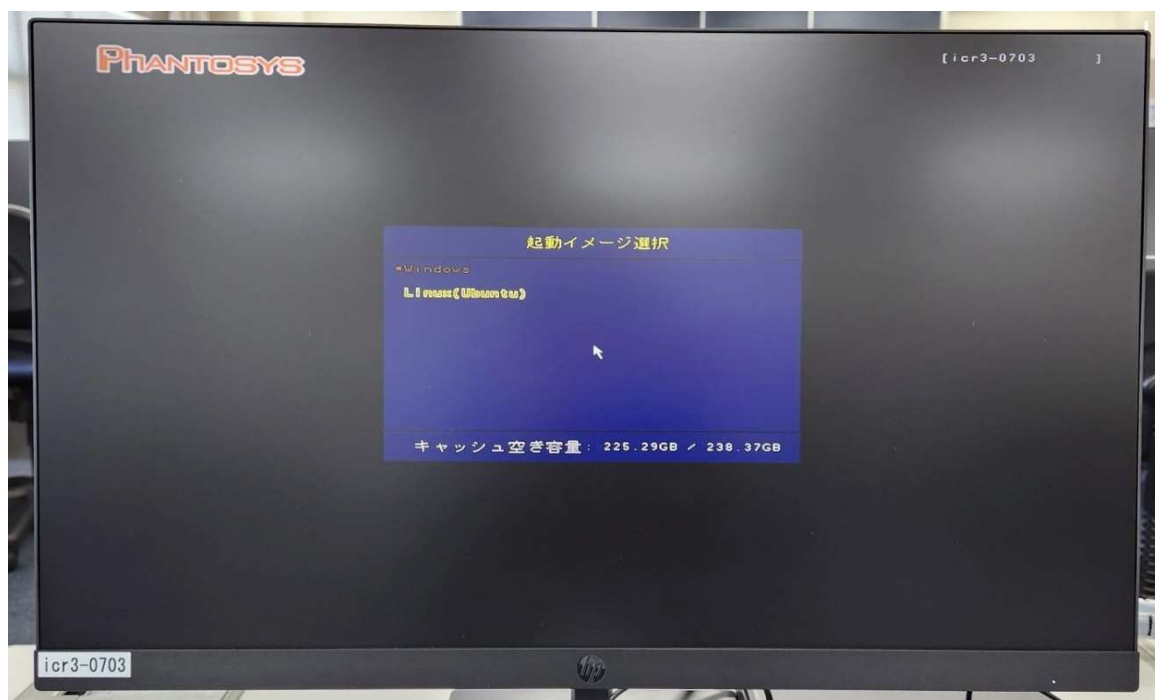 PHANTOSYS
[icr3-0703 ]
起動イメージ選択
*Windows
Linux(Ubuntu)
キャッシュ空き容量: 225.29GB / 238.37GB
icr3-0703
hp